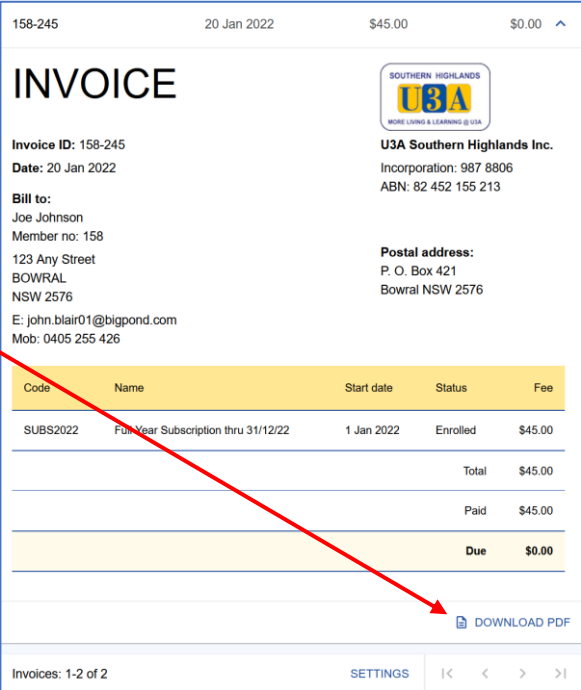 158-245 20 Jan 2022 $45.00 $0.00
INVOICE
SOUTHERN HIGHLANDS
U3A
MORE LIVING & LEARNING @ U3A
Invoice ID: 158-245
U3A Southern Highlands Inc.
Date: 20 Jan 2022
Incorporation: 987 8806
ABN: 82 452 155 213
Bill to:
Joe Johnson
Member no: 158
123 Any Street
BOWRAL
NSW 2576
Postal address:
P. O. Box 421
Bowral NSW 2576
E: john.blair01@bigpond.com
Mob: 0405 255 426
Code Name Start date Status Fee
SUBS2022 Full Year Subscription thru 31/12/22 1 Jan 2022 Enrolled $45.00
Total $45.00
Paid $45.00
Due $0.00
DOWNLOAD PDF
Invoices: 1-2 of 2 SETTINGS